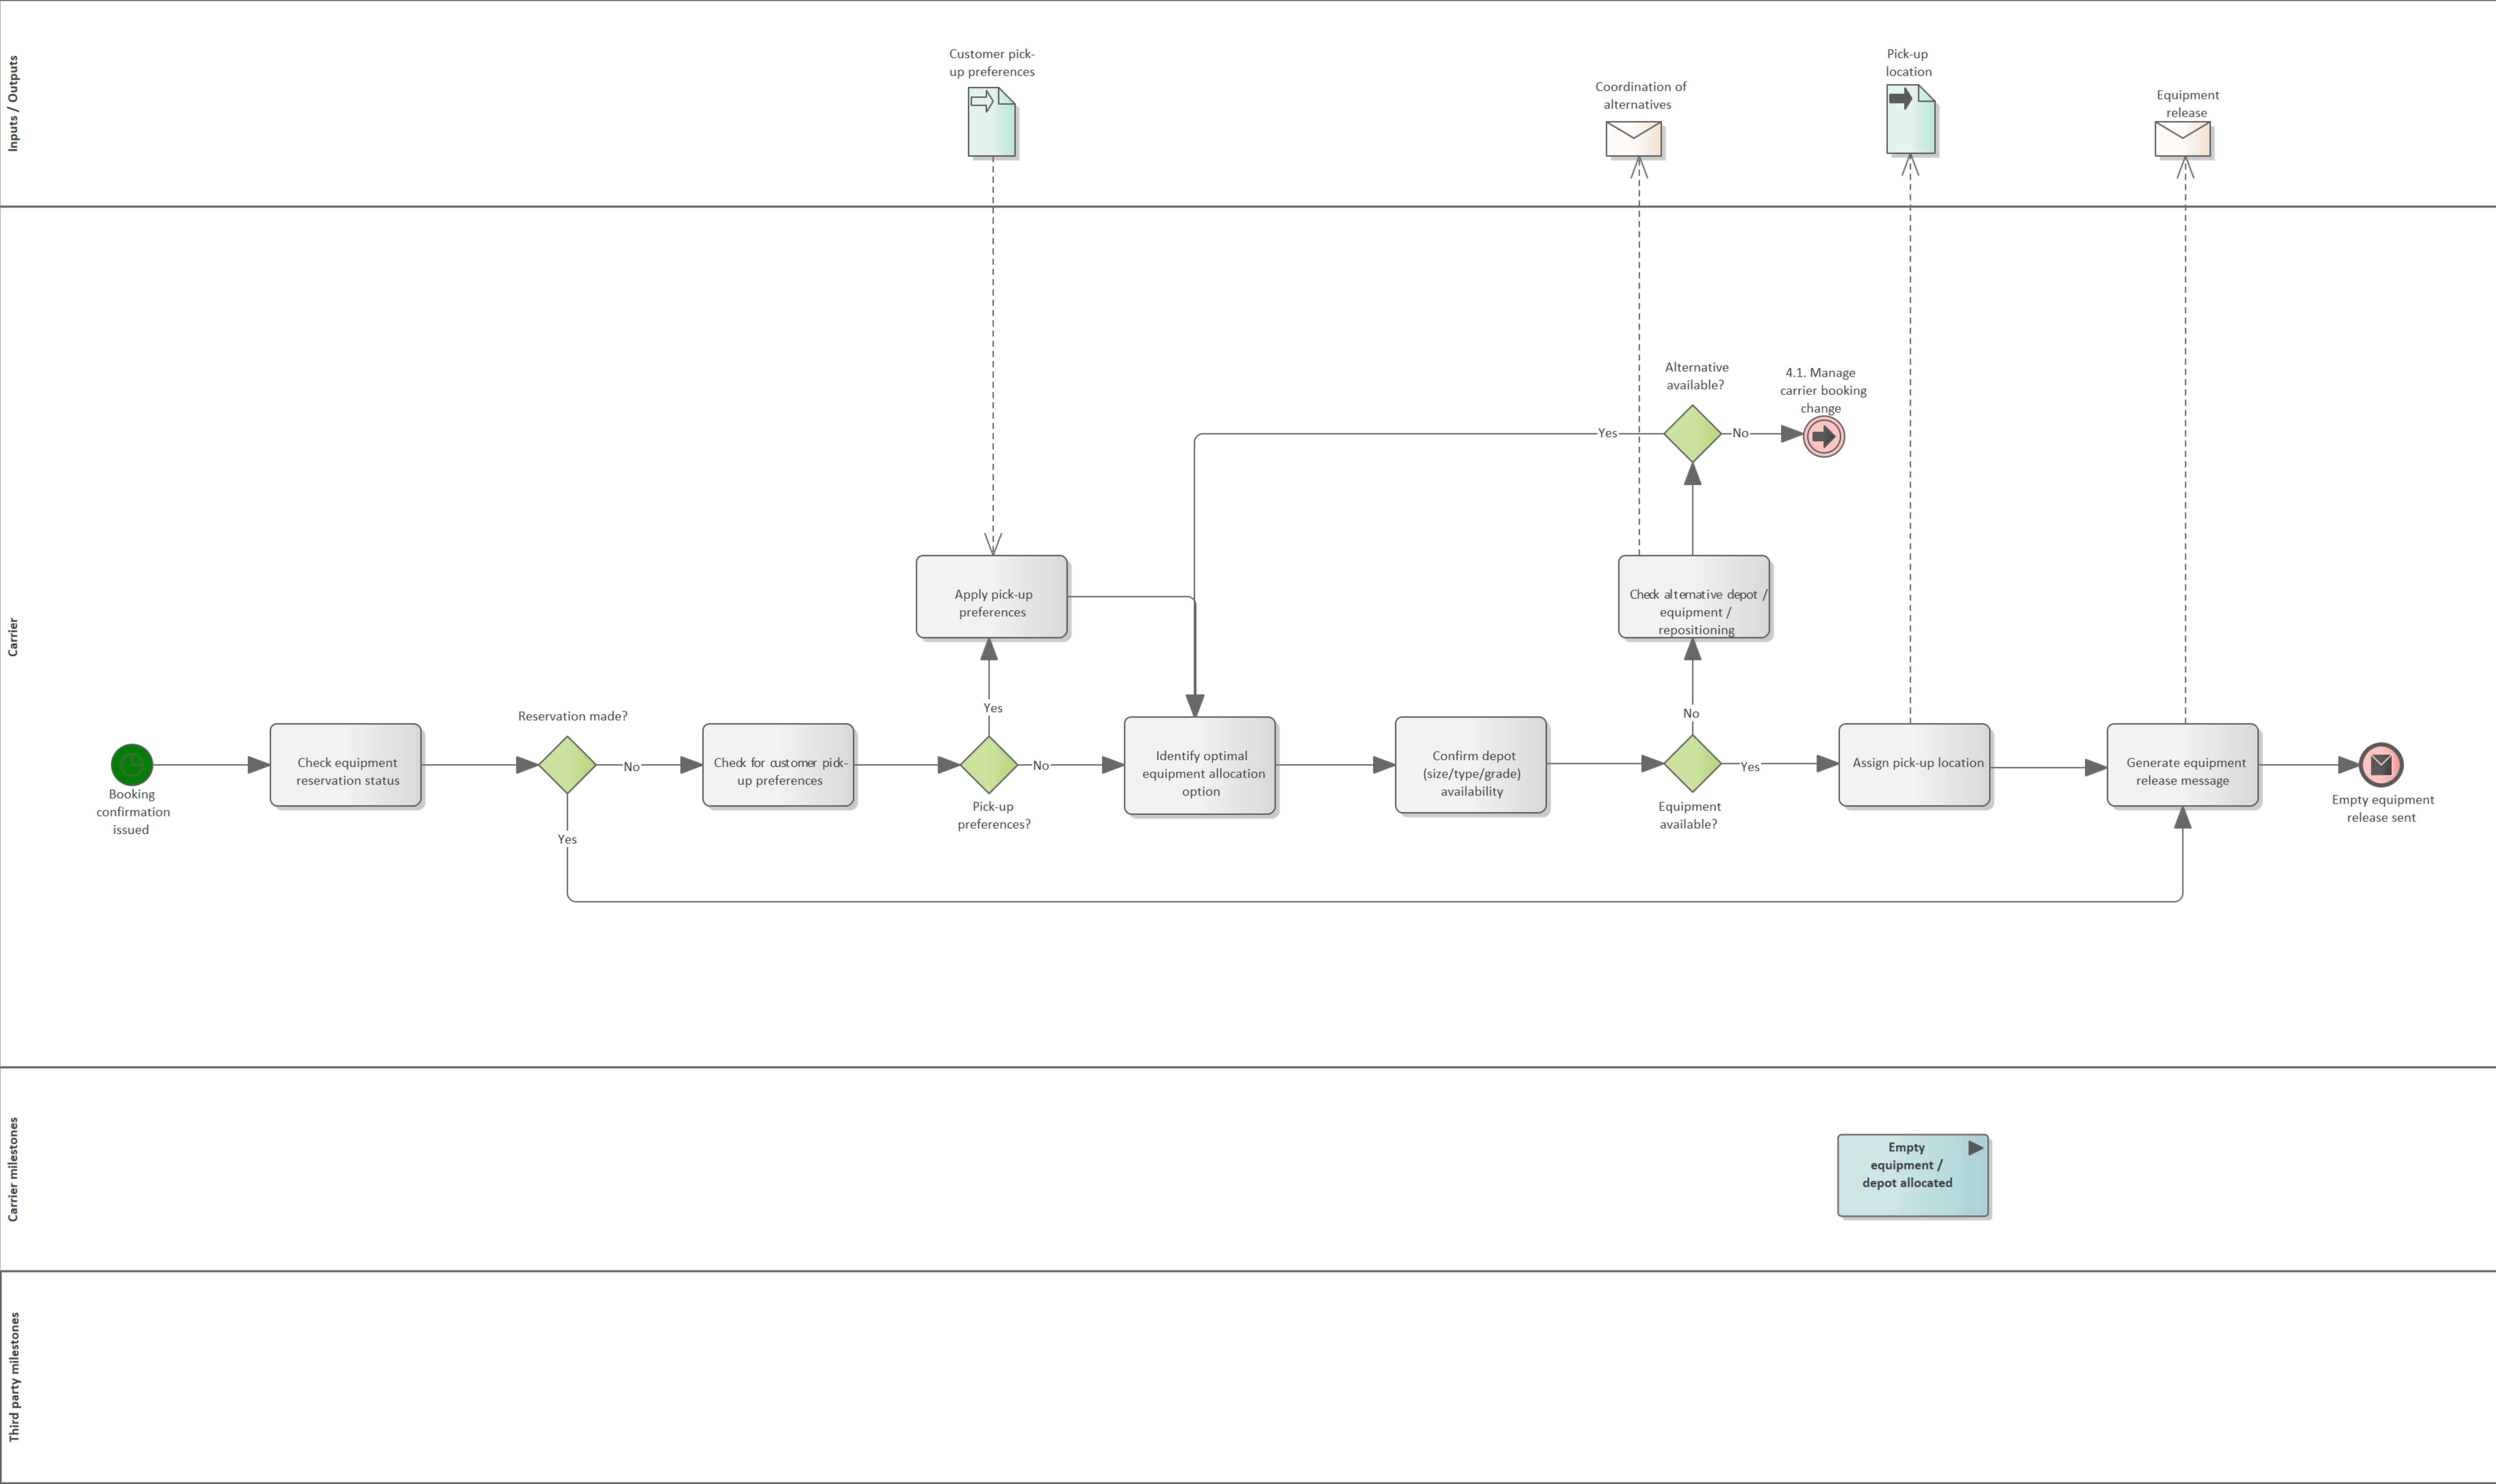 Inputs / Outputs
Customer pick-
up preferences
Coordination of
alternatives
Pick-up
location
Equipment
release
Carrier
Alternative
available?
4.1. Manage
carrier booking
change
Yes
No
Apply pick-up
preferences
Check alternative depot /
equipment /
repositioning
Yes
No
Reservation made?
Booking
confirmation
issued
Check equipment
reservation status
No
Yes
Check for customer pick-
up preferences
No
Pick-up
preferences?
Identify optimal
equipment allocation
option
Confirm depot
(size/type/grade)
availability
Yes
Equipment
available?
Assign pick-up location
Generate equipment
release message
Empty equipment
release sent
Carrier milestones
Empty
equipment /
depot allocated
Third party milestones